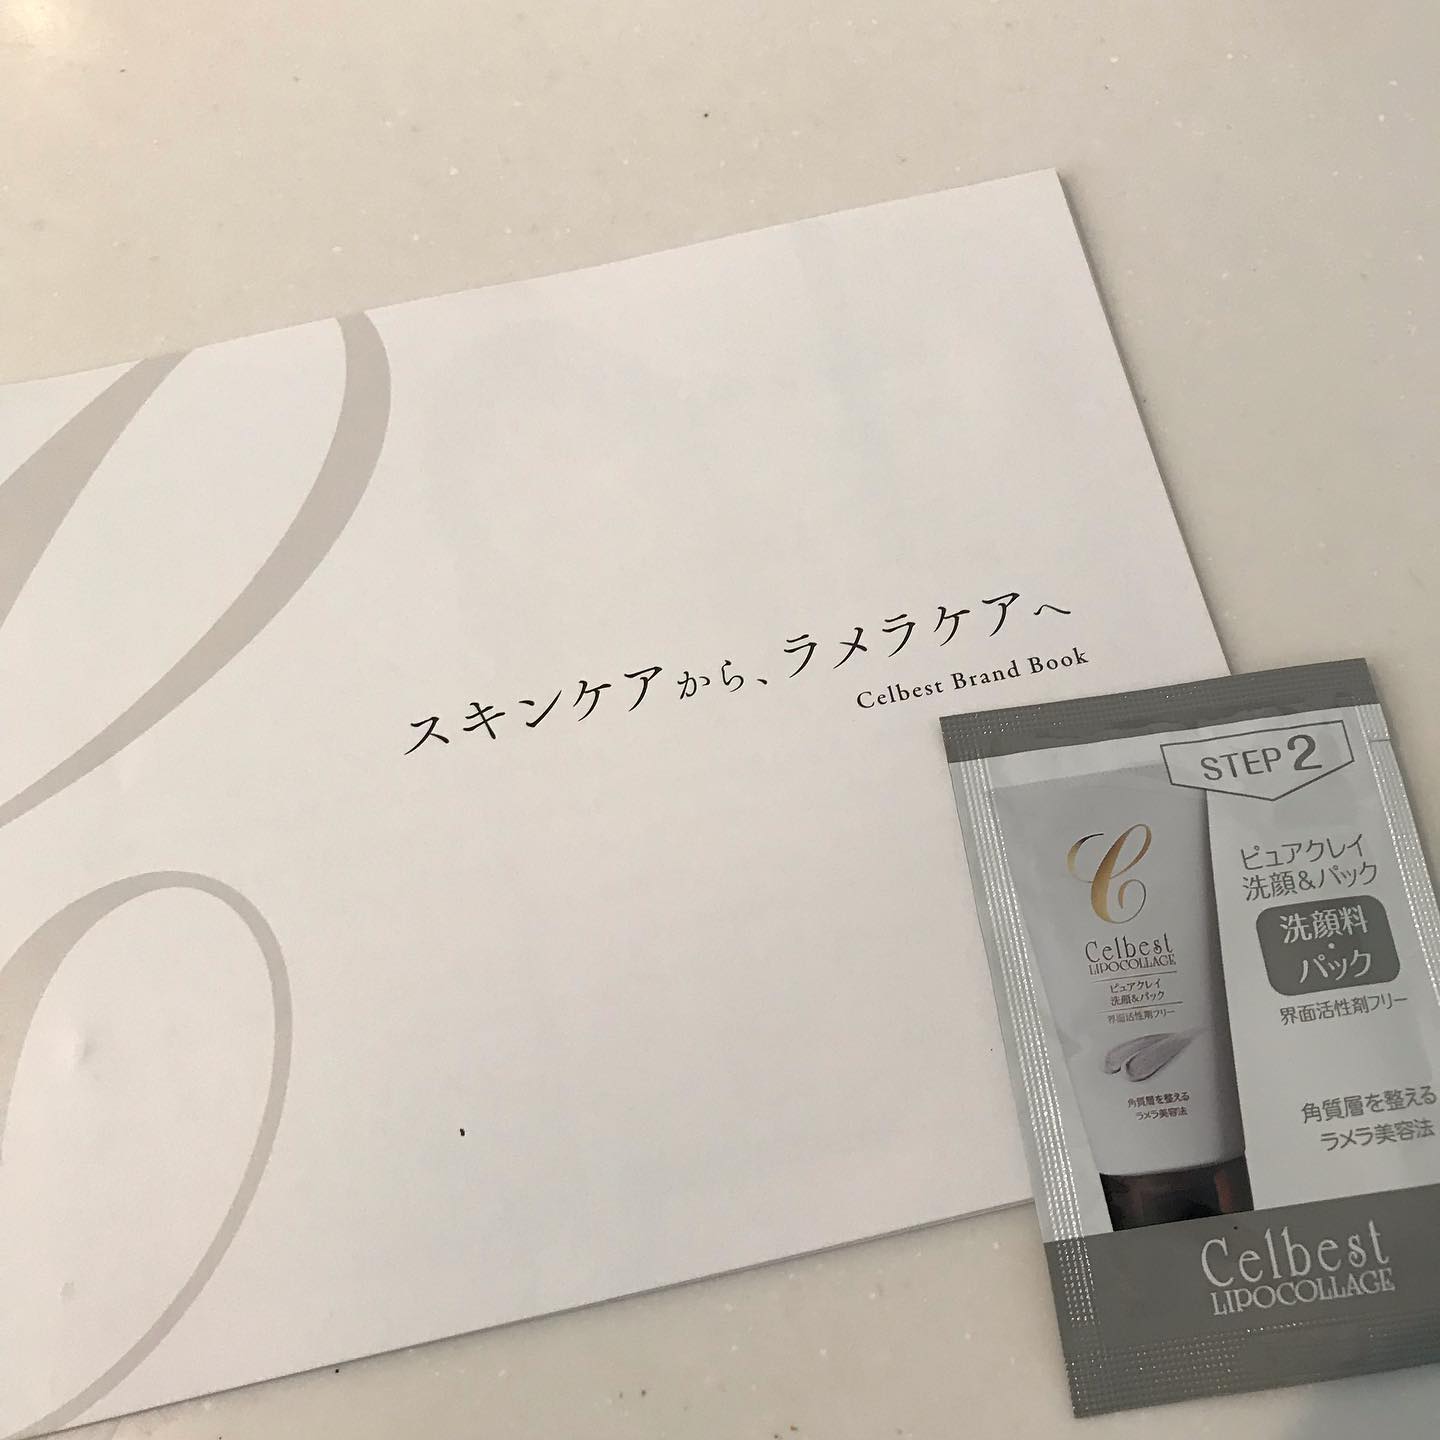 スキンケアから、ラメラケアへ
Celbest Brand Book
STEP 2
ピュアクレイ
洗顔&パック
洗顔料
・
パック
界面活性剤フリー
角質層を整える
ラメラ美容法
C
Celbest
LIPOCOLLAGE
ピュアクレイ
洗顔&パック
界面活性剤フリー
角質層を整える
ラメラ美容法
Celbest
LIPOCOLLAGE